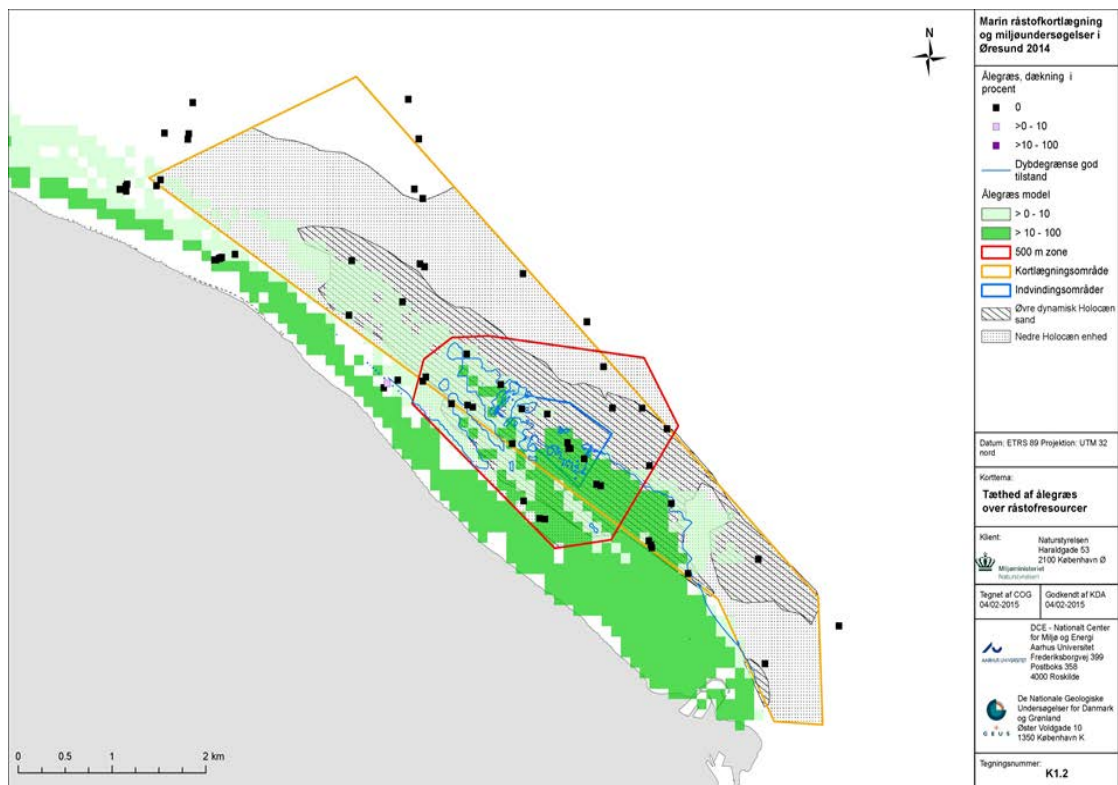 N
0
0.5
1
2 km
Marin råstofkortlægning
og miljøundersøgelser i
Øresund 2014
Ålegræs, dækning i
procent
0
>0 - 10
>10 - 100
Dybdegrænse god
tilstand
Ålegræs model
> 0 - 10
> 10 - 100
500 m zone
Kortlægningsområde
Indvindingsområder
Øvre dynamisk Holocæn
sand
Nedre Holocæn enhed
Datum: ETRS 89 Projektion: UTM 32
nord
Korttema:
Tæthed af ålegræs
over råstofresourcer
Klient:
Naturstyrelsen
Haraldgade 53
2100 København Ø
Miljøministeriet
Naturstyrelsen
Tegnet af COG
04/02-2015
Godkendt af KDA
04/02-2015
DCE - Nationalt Center
for Miljø og Energi
Aarhus Universitet
Frederiksborgvej 399
Postboks 358
4000 Roskilde
AARHUS UNIVERSITET
De Nationale Geologiske
Undersøgelser for Danmark
og Grønland
Øster Voldgade 10
1350 København K
GEUS
Tegningsnummer:
K1.2